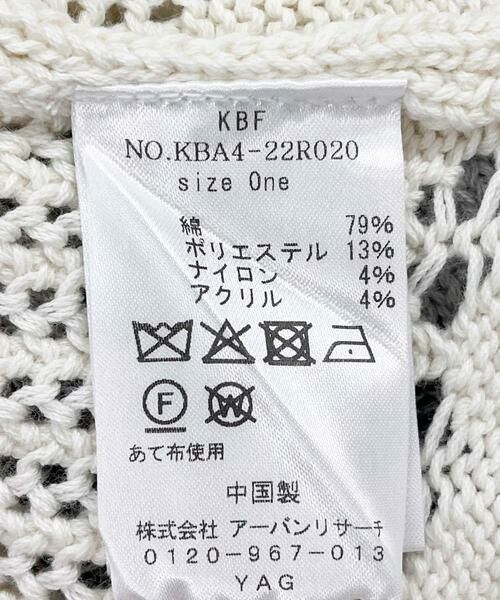 KBF
NO.KBA4-22R020
size One
綿 79%
ポリエステル 13%
ナイロン 4%
アクリル 4%
F W
あて布使用
中国製
株式会社 アーバンリサーチ
0120-967-013
YAG